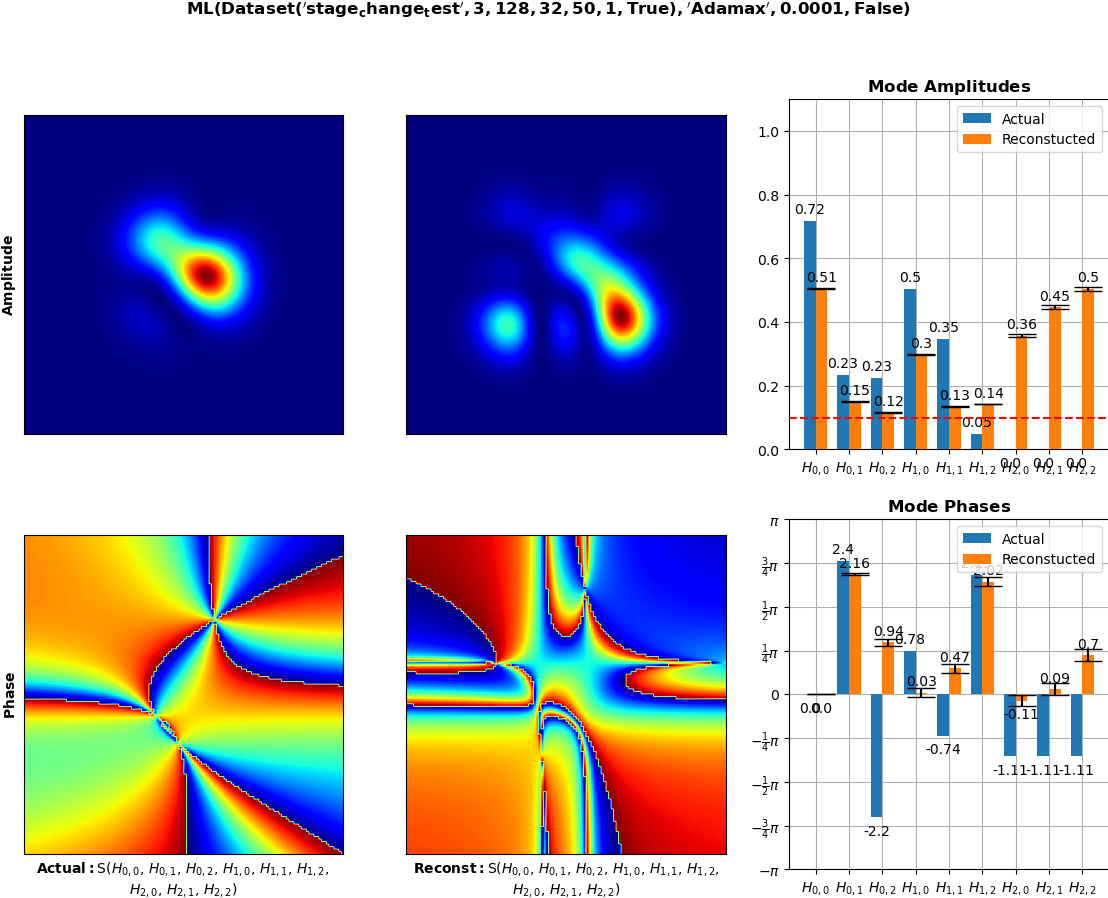 ML(Dataset('stage_change_test', 3, 128, 32, 50, 1, True), 'Adamax', 0.0001, False)
Amplitude
Mode Amplitudes
Actual
Reconstucted
1.0
0.8
0.6
0.4
0.2
0.0
0.72
0.51
0.23
0.15
0.23
0.12
0.5
0.3
0.35
0.13
0.05
0.14
0.0
0.36
0.0
0.45
0.0
0.5
H0,0 H0,1 H0,2 H1,0 H1,1 H1,2 H2,0 H2,1 H2,2
Phase
Mode Phases
Actual
Reconstucted
π
3/4π
1/2π
1/4π
0
−1/4π
−1/2π
−3/4π
−π
0.0
0.0
2.4
2.16
-2.2
0.94
0.78
0.03
-0.74
0.47
2.02
-1.11
-0.11
-1.11
0.09
-1.11
0.7
H0,0 H0,1 H0,2 H1,0 H1,1 H1,2 H2,0 H2,1 H2,2
Actual: S(H0,0, H0,1, H0,2, H1,0, H1,1, H1,2,
H2,0, H2,1, H2,2)
Reconst: S(H0,0, H0,1, H0,2, H1,0, H1,1, H1,2,
H2,0, H2,1, H2,2)